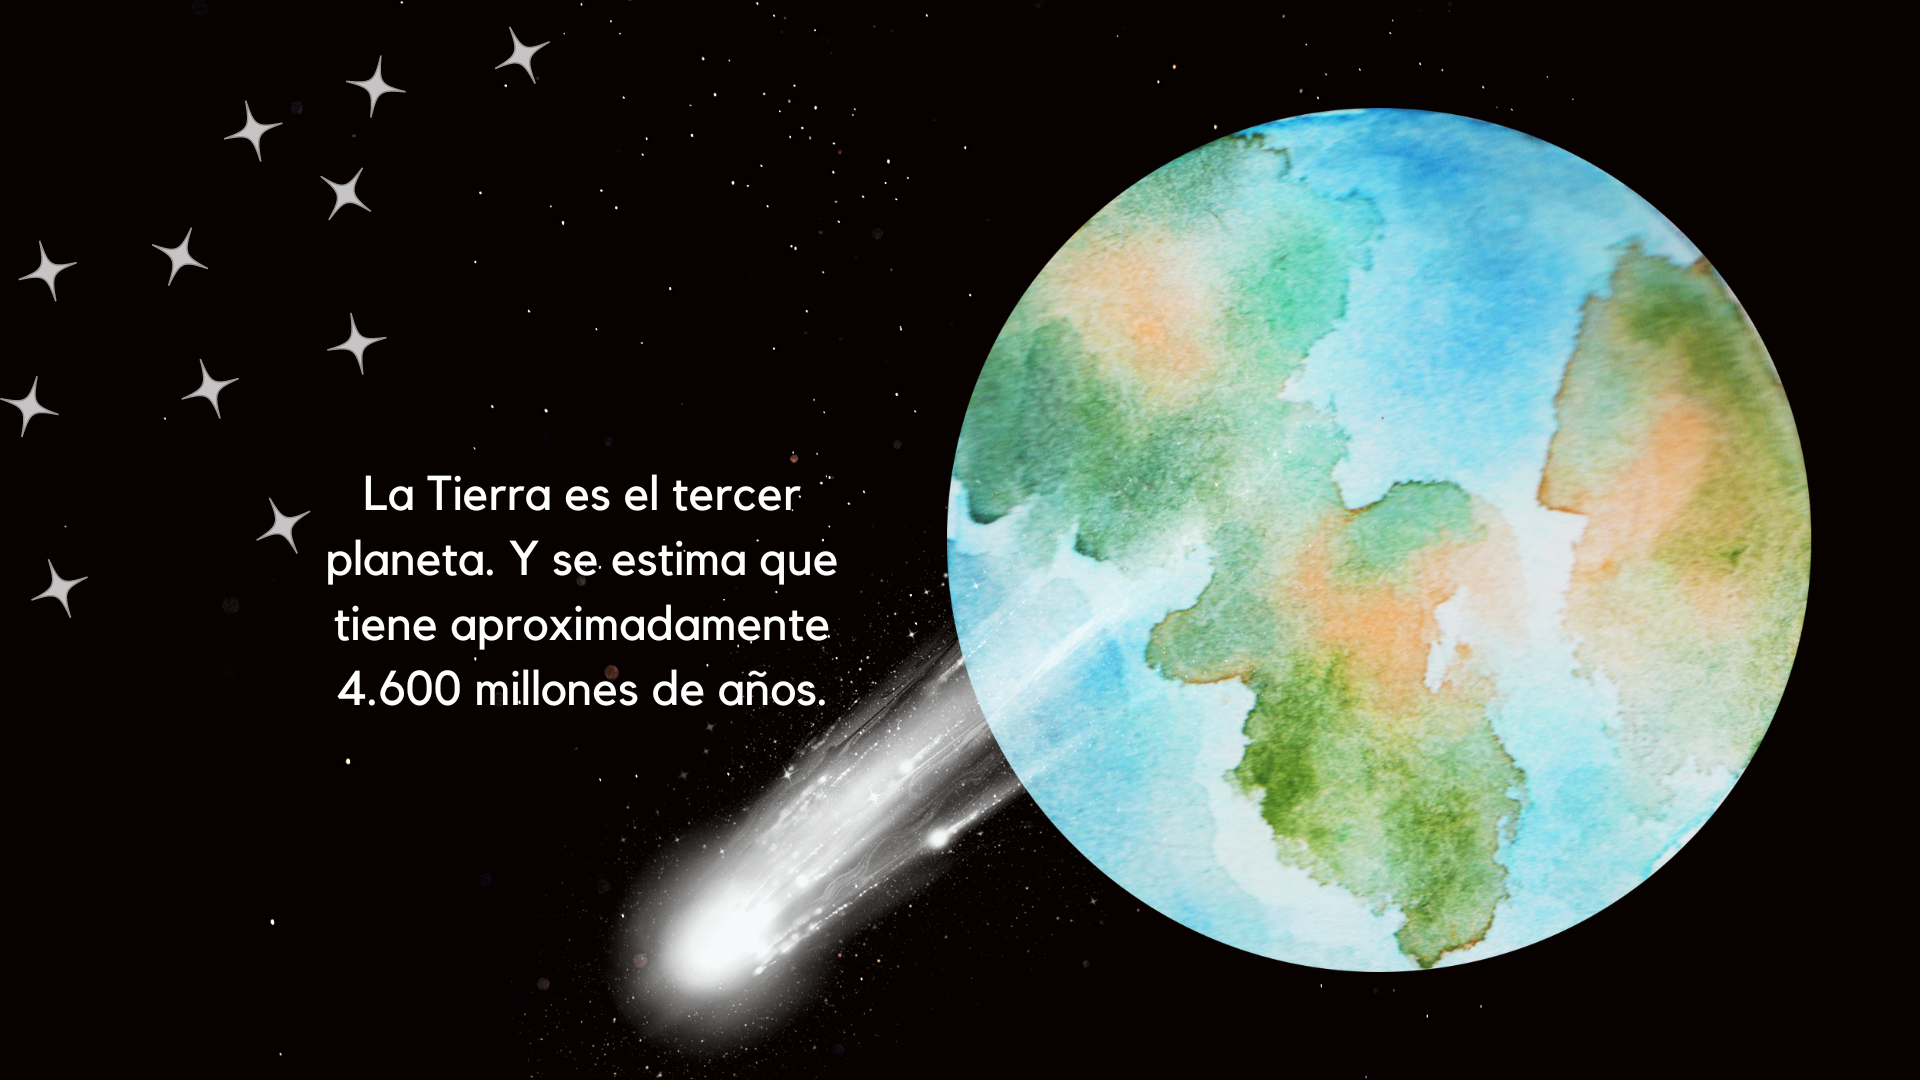 La Tierra es el tercer
planeta. Y se estima que
tiene aproximadamente
4.600 millones de años.